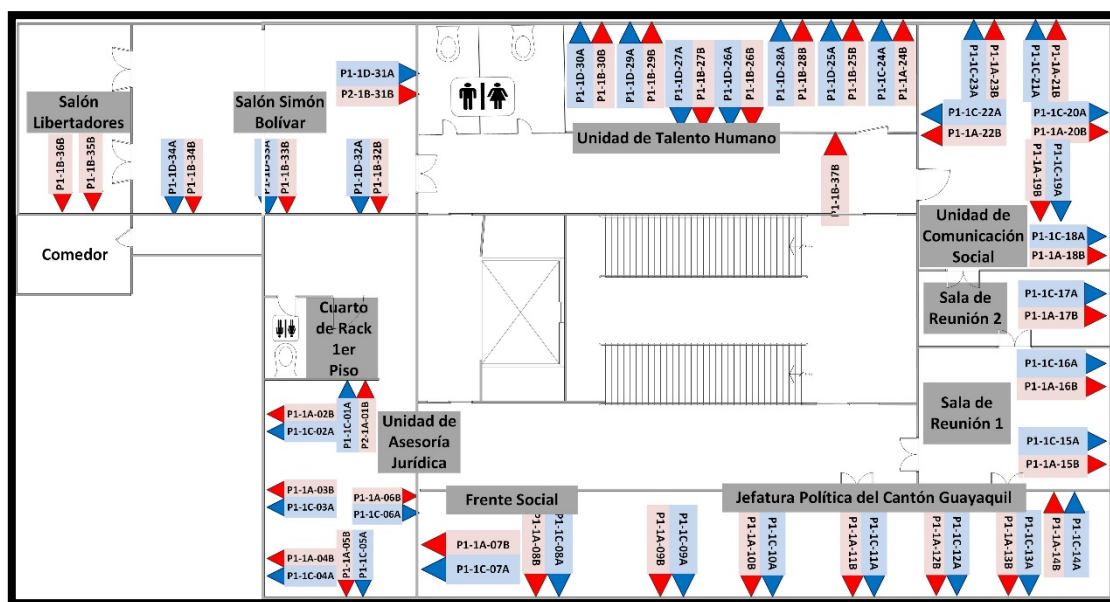 P1-1D-31A
P2-1B-31B
Salón
Libertadores
Salón Simón
Bolívar
P1-1B-36B
P1-1B-35B
P1-1D-34A
P1-1B-34B
P1-1D-33A
P1-1B-33B
P1-1D-32A
P1-1B-32B
P1-1D-30A
P1-1B-30B
P1-1D-29A
P1-1B-29B
P1-1D-27A
P1-1B-27B
P1-1D-26A
P1-1B-26B
P1-1D-28A
P1-1B-28B
P1-1D-25A
P1-1B-25B
P1-1C-24A
P1-1A-24B
Unidad de Talento Humano
P1-1B-37B
P1-1C-23A
P1-1A-23B
P1-1C-21A
P1-1A-21B
P1-1C-22A
P1-1A-22B
P1-1C-20A
P1-1A-20B
P1-1A-19B
P1-1C-19A
Unidad de
Comunicación
Social
P1-1C-18A
P1-1A-18B
Comedor
Sala de
Reunión 2
P1-1C-17A
P1-1A-17B
Cuarto
de Rack
1er
Piso
P1-1C-16A
P1-1A-16B
Sala de
Reunión 1
P1-1C-15A
P1-1A-15B
P1-1A-02B
P1-1C-02A
P1-1C-01A
P2-1A-01B
Unidad de
Asesoría
Jurídica
P1-1A-03B
P1-1C-03A
P1-1A-06B
P1-1C-06A
P1-1A-04B
P1-1C-04A
P1-1A-05B
P1-1C-05A
Frente Social
Jefatura Política del Cantón Guayaquil
P1-1A-07B
P1-1C-07A
P1-1A-08B
P1-1C-08A
P1-1A-09B
P1-1C-09A
P1-1A-10B
P1-1C-10A
P1-1A-11B
P1-1C-11A
P1-1A-12B
P1-1C-12A
P1-1A-13B
P1-1C-13A
P1-1A-14B
P1-1C-14A